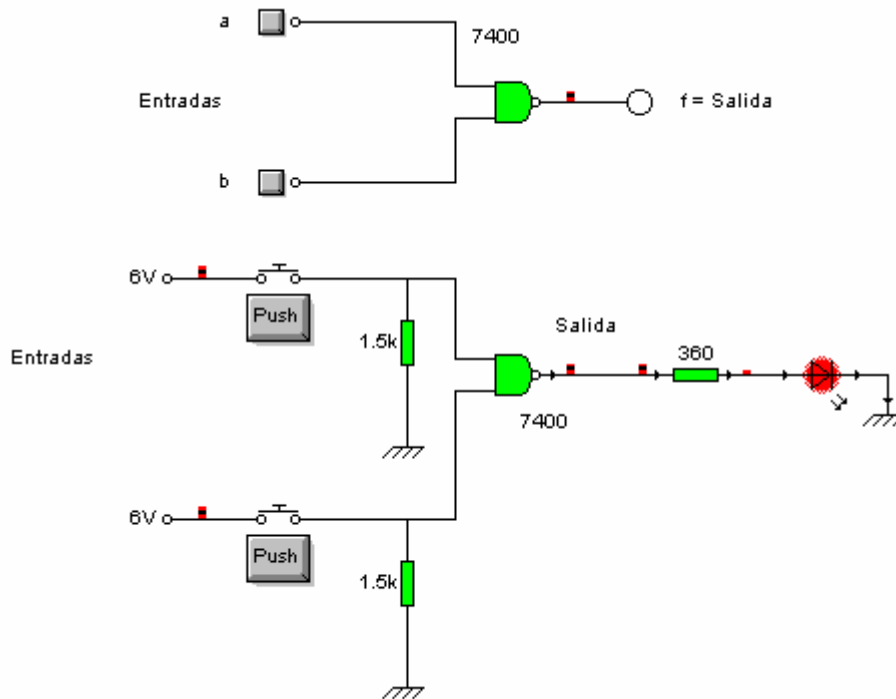 a
7400
Entradas
f = Salida
b
6V
Push
1.5k
Salida
Entradas
360
7400
6V
Push
1.5k